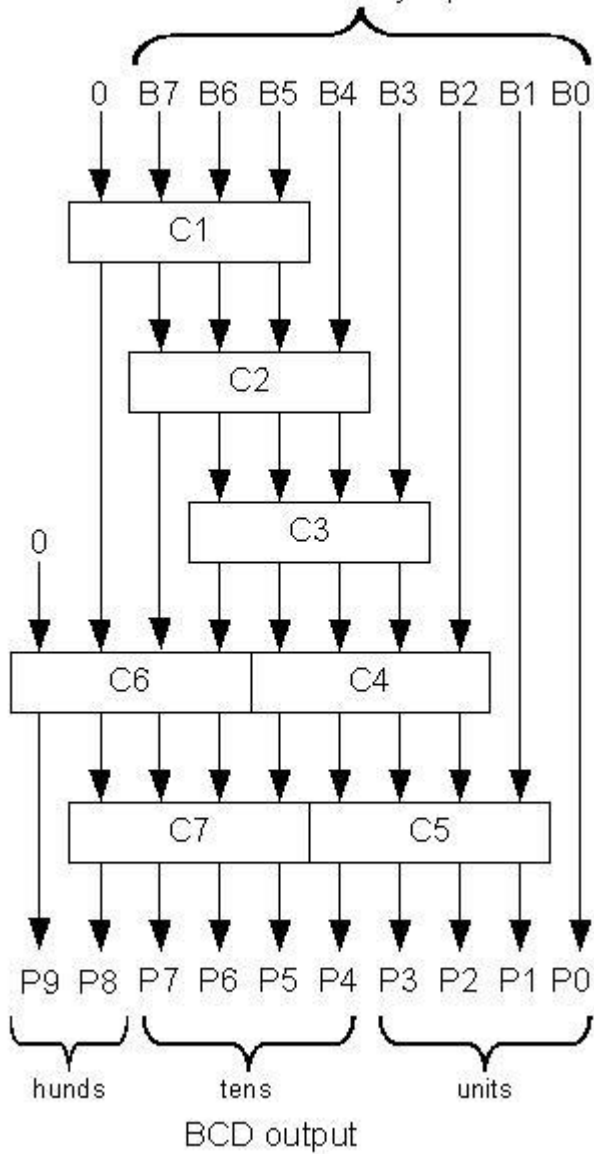 0 B7 B6 B5 B4 B3 B2 B1 B0
C1
C2
C3
0
C6 C4
C7 C5
P9 P8 P7 P6 P5 P4 P3 P2 P1 P0
hunds tens units
BCD output